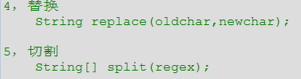 4，替换
String replace(oldchar,newchar);
5，切割
String[] split(regex);